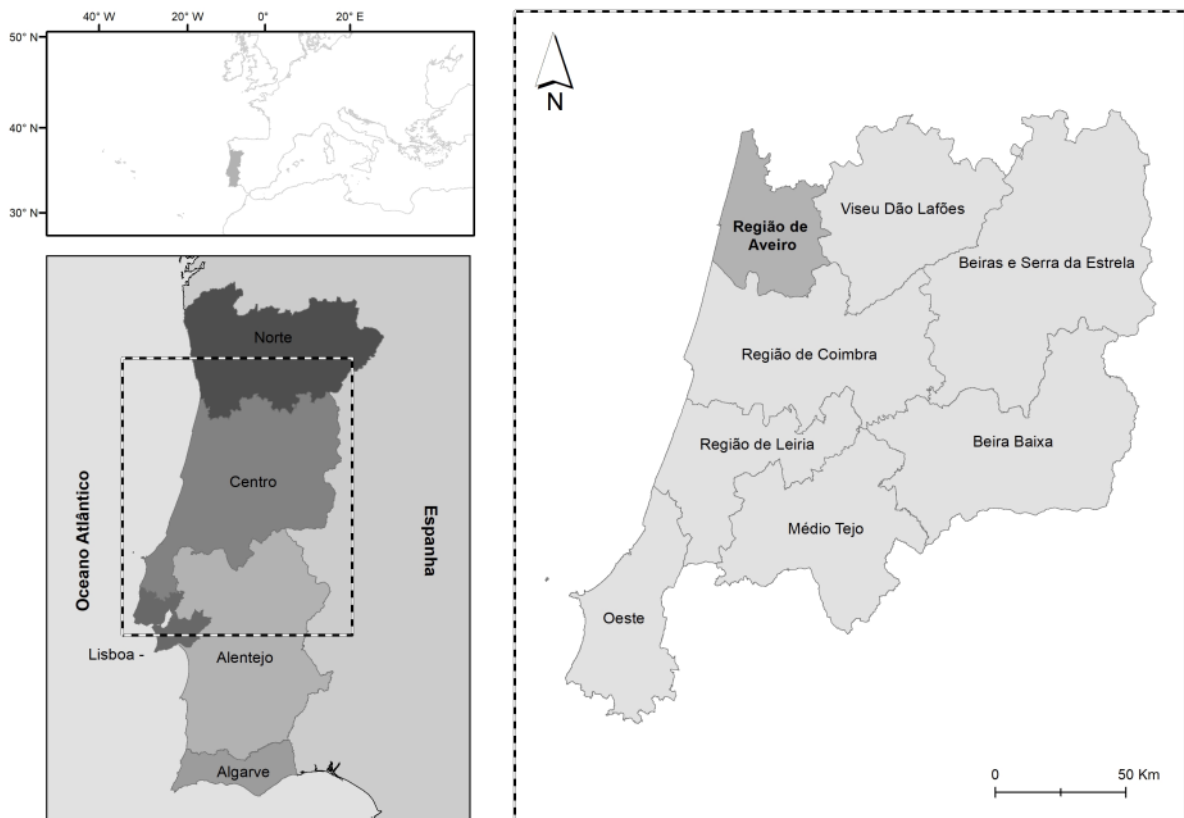 40° W
20° W
0°
20° E
50° N
40° N
30° N
Norte
Centro
Oceano Atlântico
Espanha
Lisboa -
Alentejo
Algarve
N
Viseu Dão Lafões
Região de
Aveiro
Beiras e Serra da Estrela
Região de Coimbra
Região de Leiria
Beira Baixa
Médio Tejo
Oeste
0
50 Km